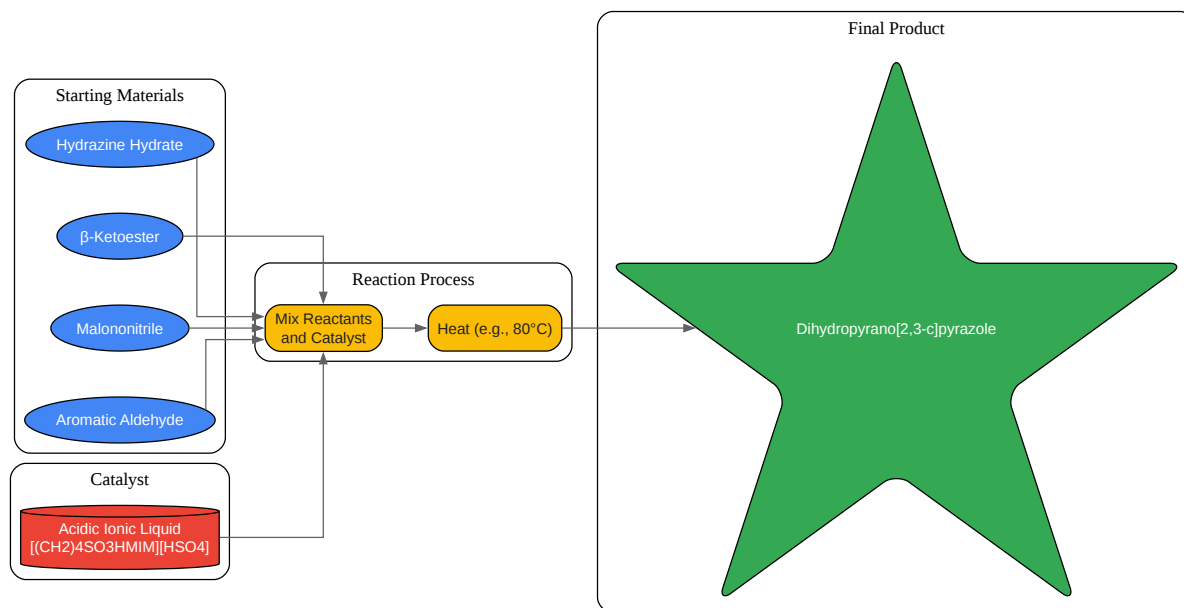 Final Product
Starting Materials
Hydrazine Hydrate
β-Ketoester
Malononitrile
Aromatic Aldehyde
Reaction Process
Mix Reactants
and Catalyst
Heat (e.g., 80°C)
Dihydropyrano[2,3-c]pyrazole
Catalyst
Acidic Ionic Liquid
[(CH2)4SO3HMIM][HSO4]